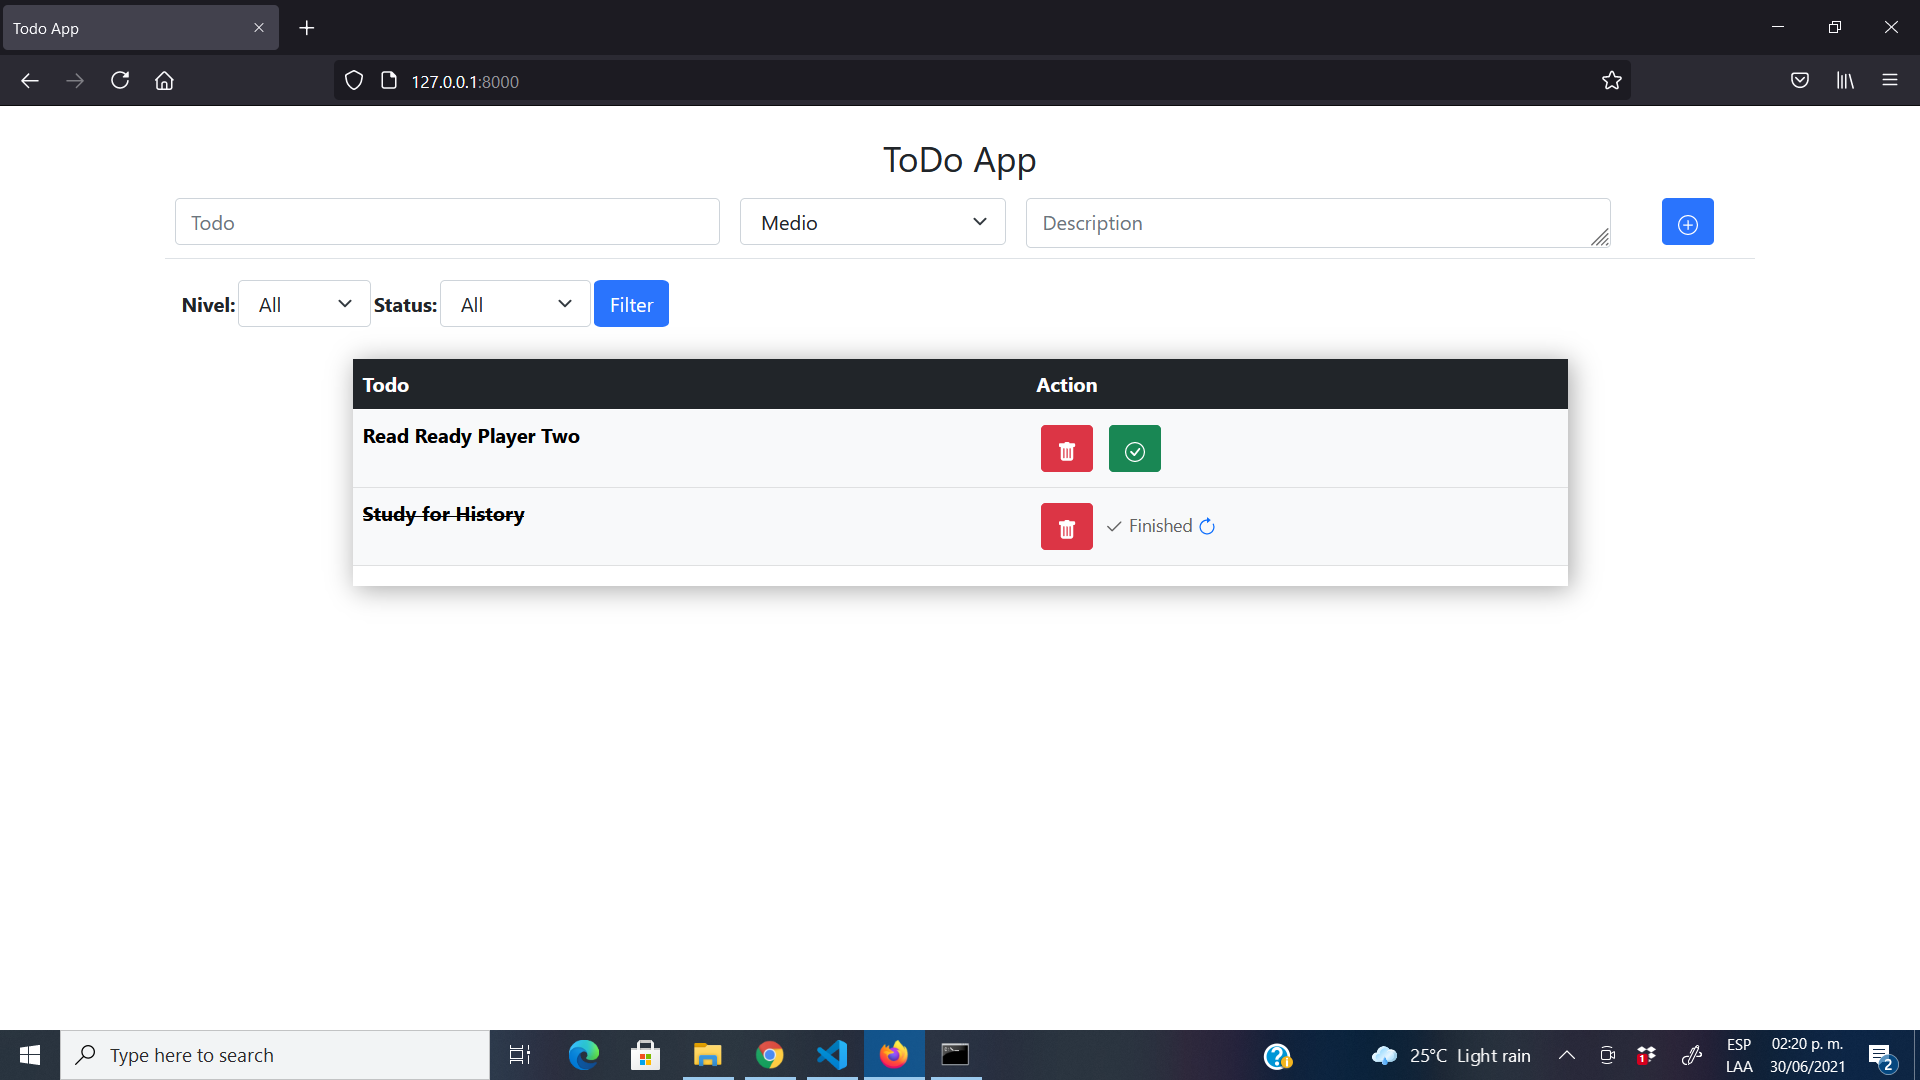 Todo App
127.0.0.1:8000
ToDo App
Todo
Medio
Description
Nivel: All Status: All Filter
Todo Action
Read Ready Player Two
Study for History
Finished
Type here to search
25°C Light rain
1
ESP
LAA
02:20 p. m.
30/06/2021
2